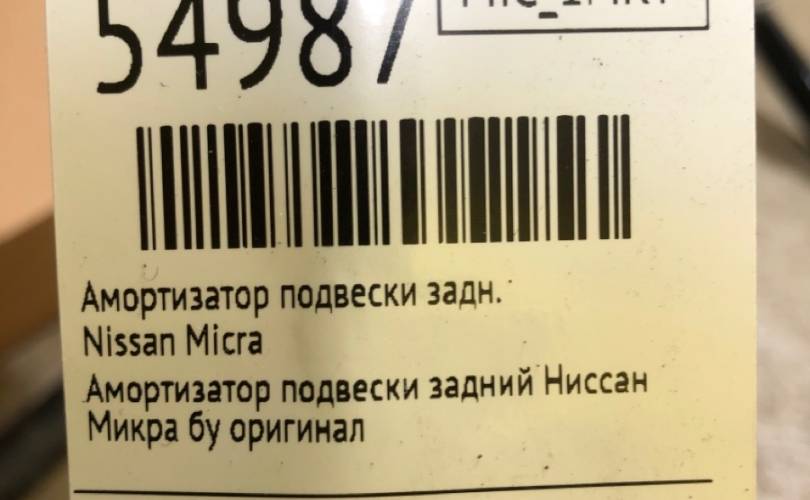 54987
Амортизатор подвески задн.
Nissan Micra
Амортизатор подвески задний Ниссан
Микра бу оригинал